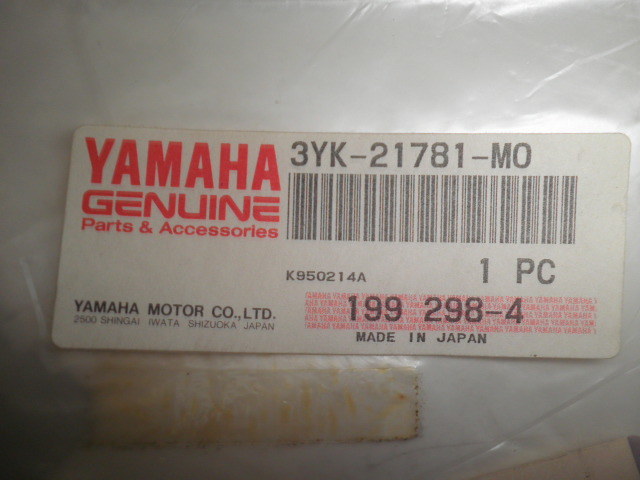 YAMAHA
GENUINE
Parts & Accessories
3YK-21781-M0
K950214A
1 PC
YAMAHA MOTOR CO.,LTD.
2500 SHINGAI IWATA SHIZUOKA JAPAN
199 298-4
MADE IN JAPAN